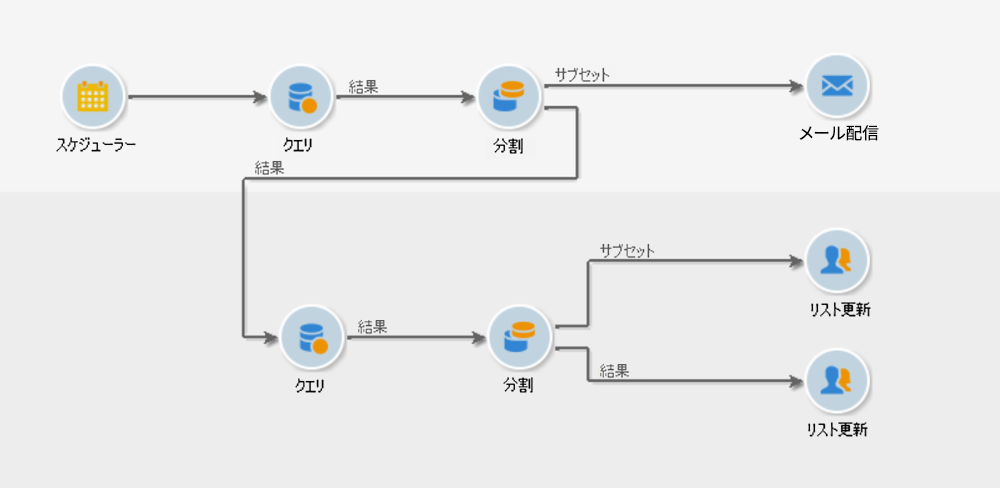 結果
サブセット
スケジューラー
クエリ
分割
メール配信
結果
サブセット
リスト更新
結果
クエリ
分割
結果
リスト更新